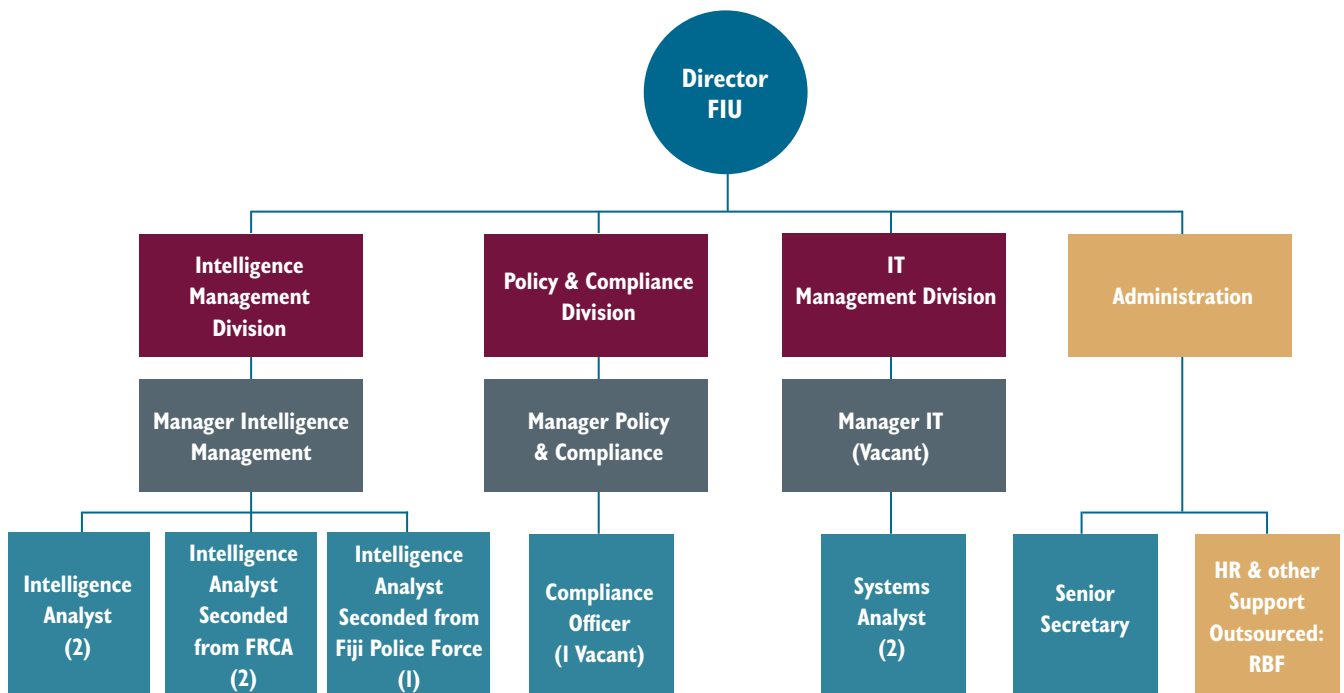 Director
FIU
Intelligence
Management
Division
Policy & Compliance
Division
IT
Management Division
Administration
Manager Intelligence
Management
Manager Policy
& Compliance
Manager IT
(Vacant)
Intelligence
Analyst
(2)
Intelligence
Analyst
Seconded
from FRCA
(2)
Intelligence
Analyst
Seconded from
Fiji Police Force
(1)
Compliance
Officer
(1 Vacant)
Systems
Analyst
(2)
Senior
Secretary
HR & other
Support
Outsourced:
RBF